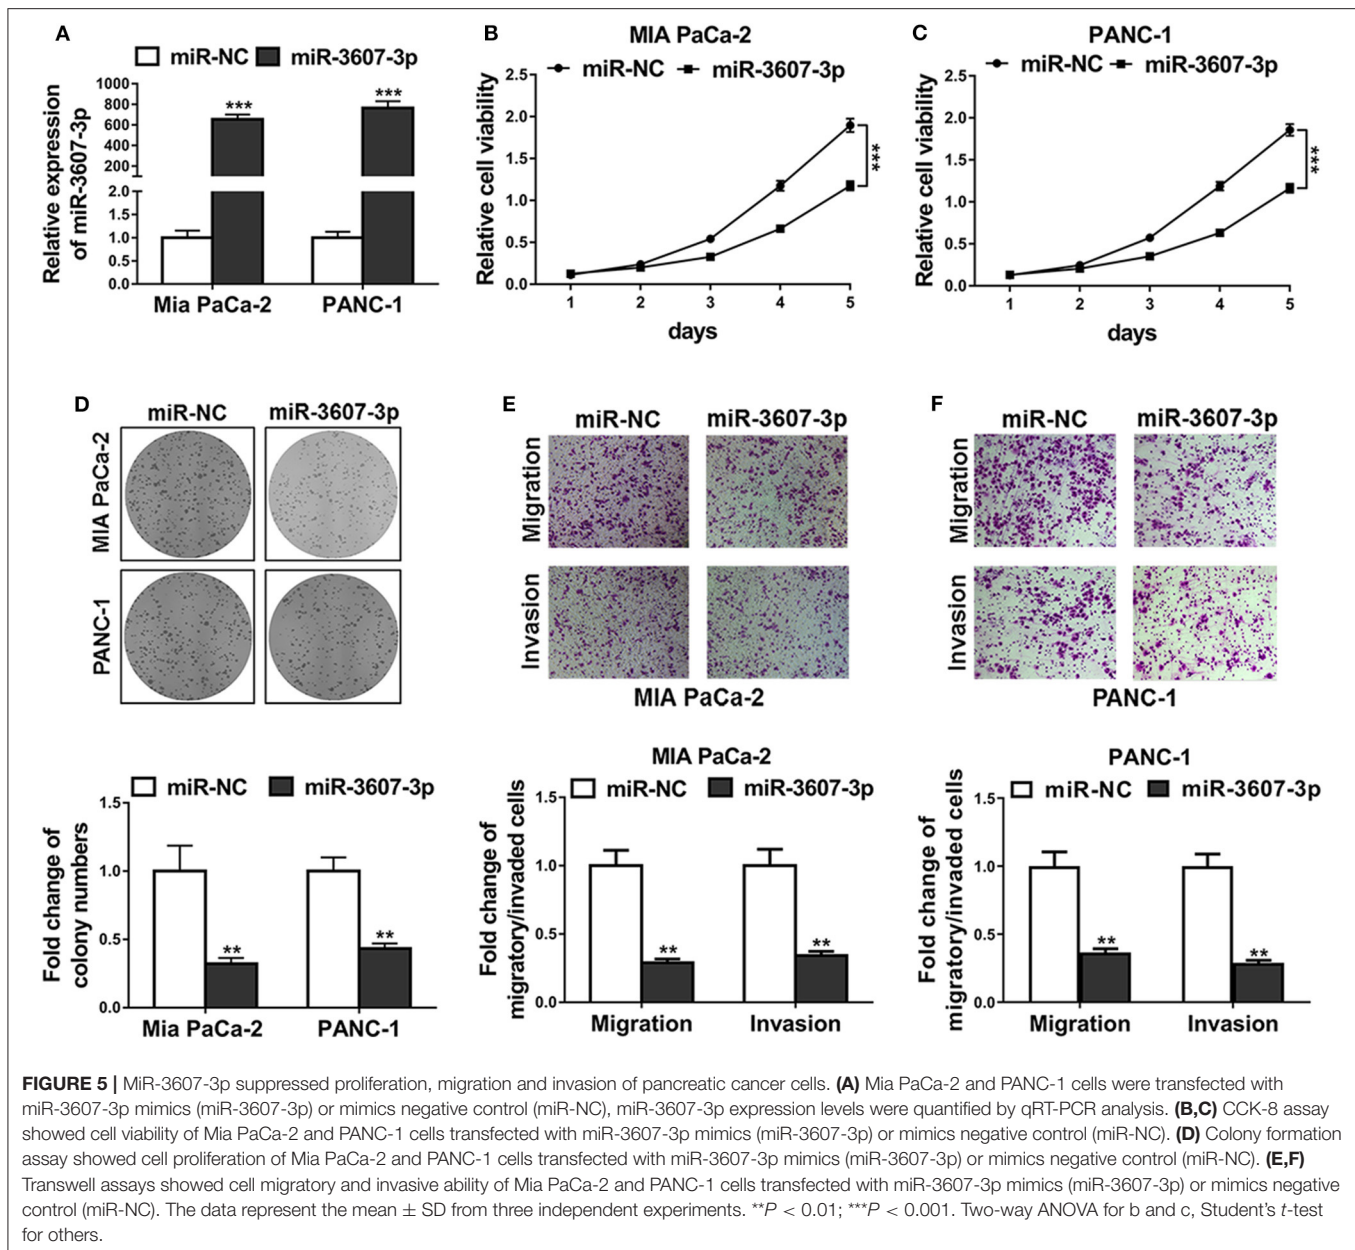 A
miR-NC miR-3607-3p
Relative expression
of miR-3607-3p
1000
800
600
400
200
2.0
1.5
1.0
0.5
0.0
***
***
Mia PaCa-2 PANC-1
B
MIA PaCa-2
miR-NC miR-3607-3p
Relative cell viability
2.5
2.0
1.5
1.0
0.5
0.0
***
1 2 3 4 5
days
C
PANC-1
miR-NC miR-3607-3p
Relative cell viability
2.5
2.0
1.5
1.0
0.5
0.0
***
1 2 3 4 5
days
D
miR-NC miR-3607-3p
MIA PaCa-2
PANC-1
miR-NC miR-3607-3p
Fold change of
colony numbers
1.5
1.0
0.5
0.0
**
**
Mia PaCa-2 PANC-1
E
miR-NC miR-3607-3p
Migration
Invasion
MIA PaCa-2
MIA PaCa-2
miR-NC miR-3607-3p
Fold change of
migratory/invaded cells
1.5
1.0
0.5
0.0
**
**
Migration Invasion
F
miR-NC miR-3607-3p
Migration
Invasion
PANC-1
PANC-1
miR-NC miR-3607-3p
Fold change of
migratory/invaded cells
1.5
1.0
0.5
0.0
**
**
Migration Invasion
FIGURE 5 | MiR-3607-3p suppressed proliferation, migration and invasion of pancreatic cancer cells. (A) Mia PaCa-2 and PANC-1 cells were transfected with
miR-3607-3p mimics (miR-3607-3p) or mimics negative control (miR-NC), miR-3607-3p expression levels were quantified by qRT-PCR analysis. (B,C) CCK-8 assay
showed cell viability of Mia PaCa-2 and PANC-1 cells transfected with miR-3607-3p mimics (miR-3607-3p) or mimics negative control (miR-NC). (D) Colony formation
assay showed cell proliferation of Mia PaCa-2 and PANC-1 cells transfected with miR-3607-3p mimics (miR-3607-3p) or mimics negative control (miR-NC). (E,F)
Transwell assays showed cell migratory and invasive ability of Mia PaCa-2 and PANC-1 cells transfected with miR-3607-3p mimics (miR-3607-3p) or mimics negative
control (miR-NC). The data represent the mean ± SD from three independent experiments. **P < 0.01; ***P < 0.001. Two-way ANOVA for b and c, Student's t-test
for others.